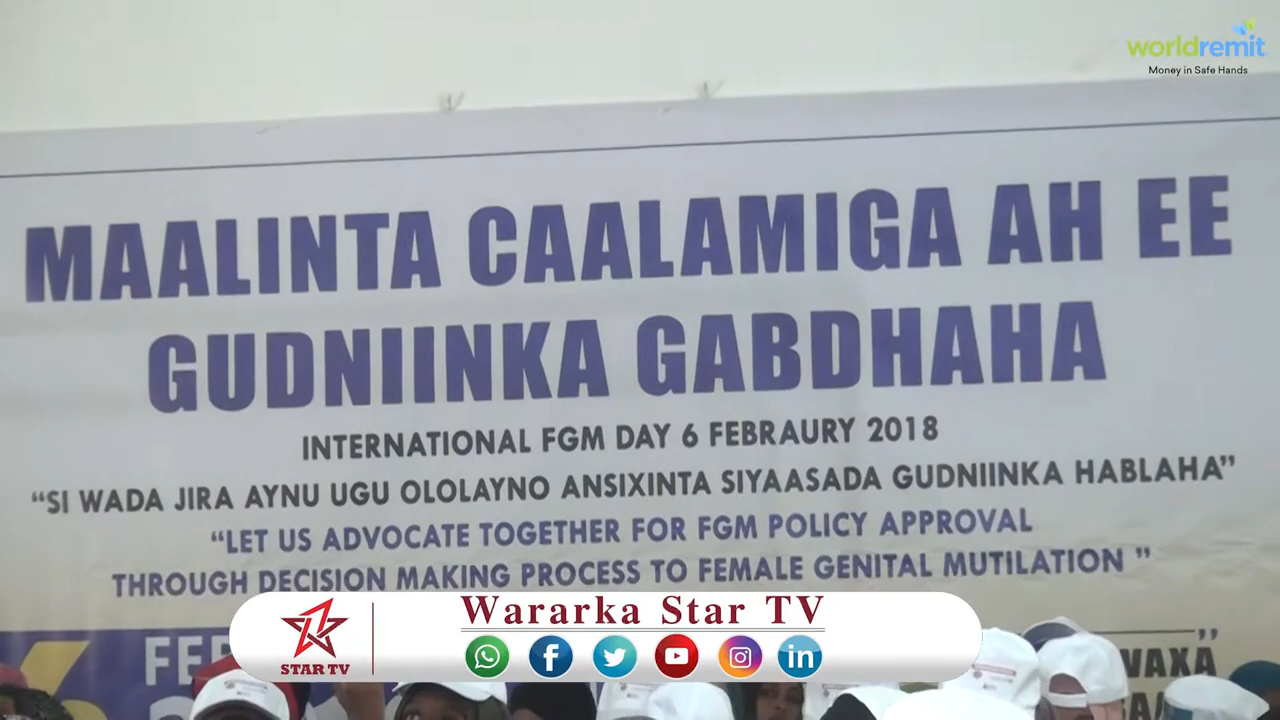 worldremit
Money in Safe Hands
MAALINTA CAALAMIGA AH EE
GUDNIINKA GABDHAHA
INTERNATIONAL FGM DAY 6 FEBRAURY 2018
“SI WADA JIRA AYNU UGU OLOLAYNO ANSIXINTA SIYAASADA GUDNIINKA HABLAHA”
“LET US ADVOCATE TOGETHER FOR FGM POLICY APPROVAL
THROUGH DECISION MAKING PROCESS TO FEMALE GENITAL MUTILATION ”
Wararka Star TV
STAR TV